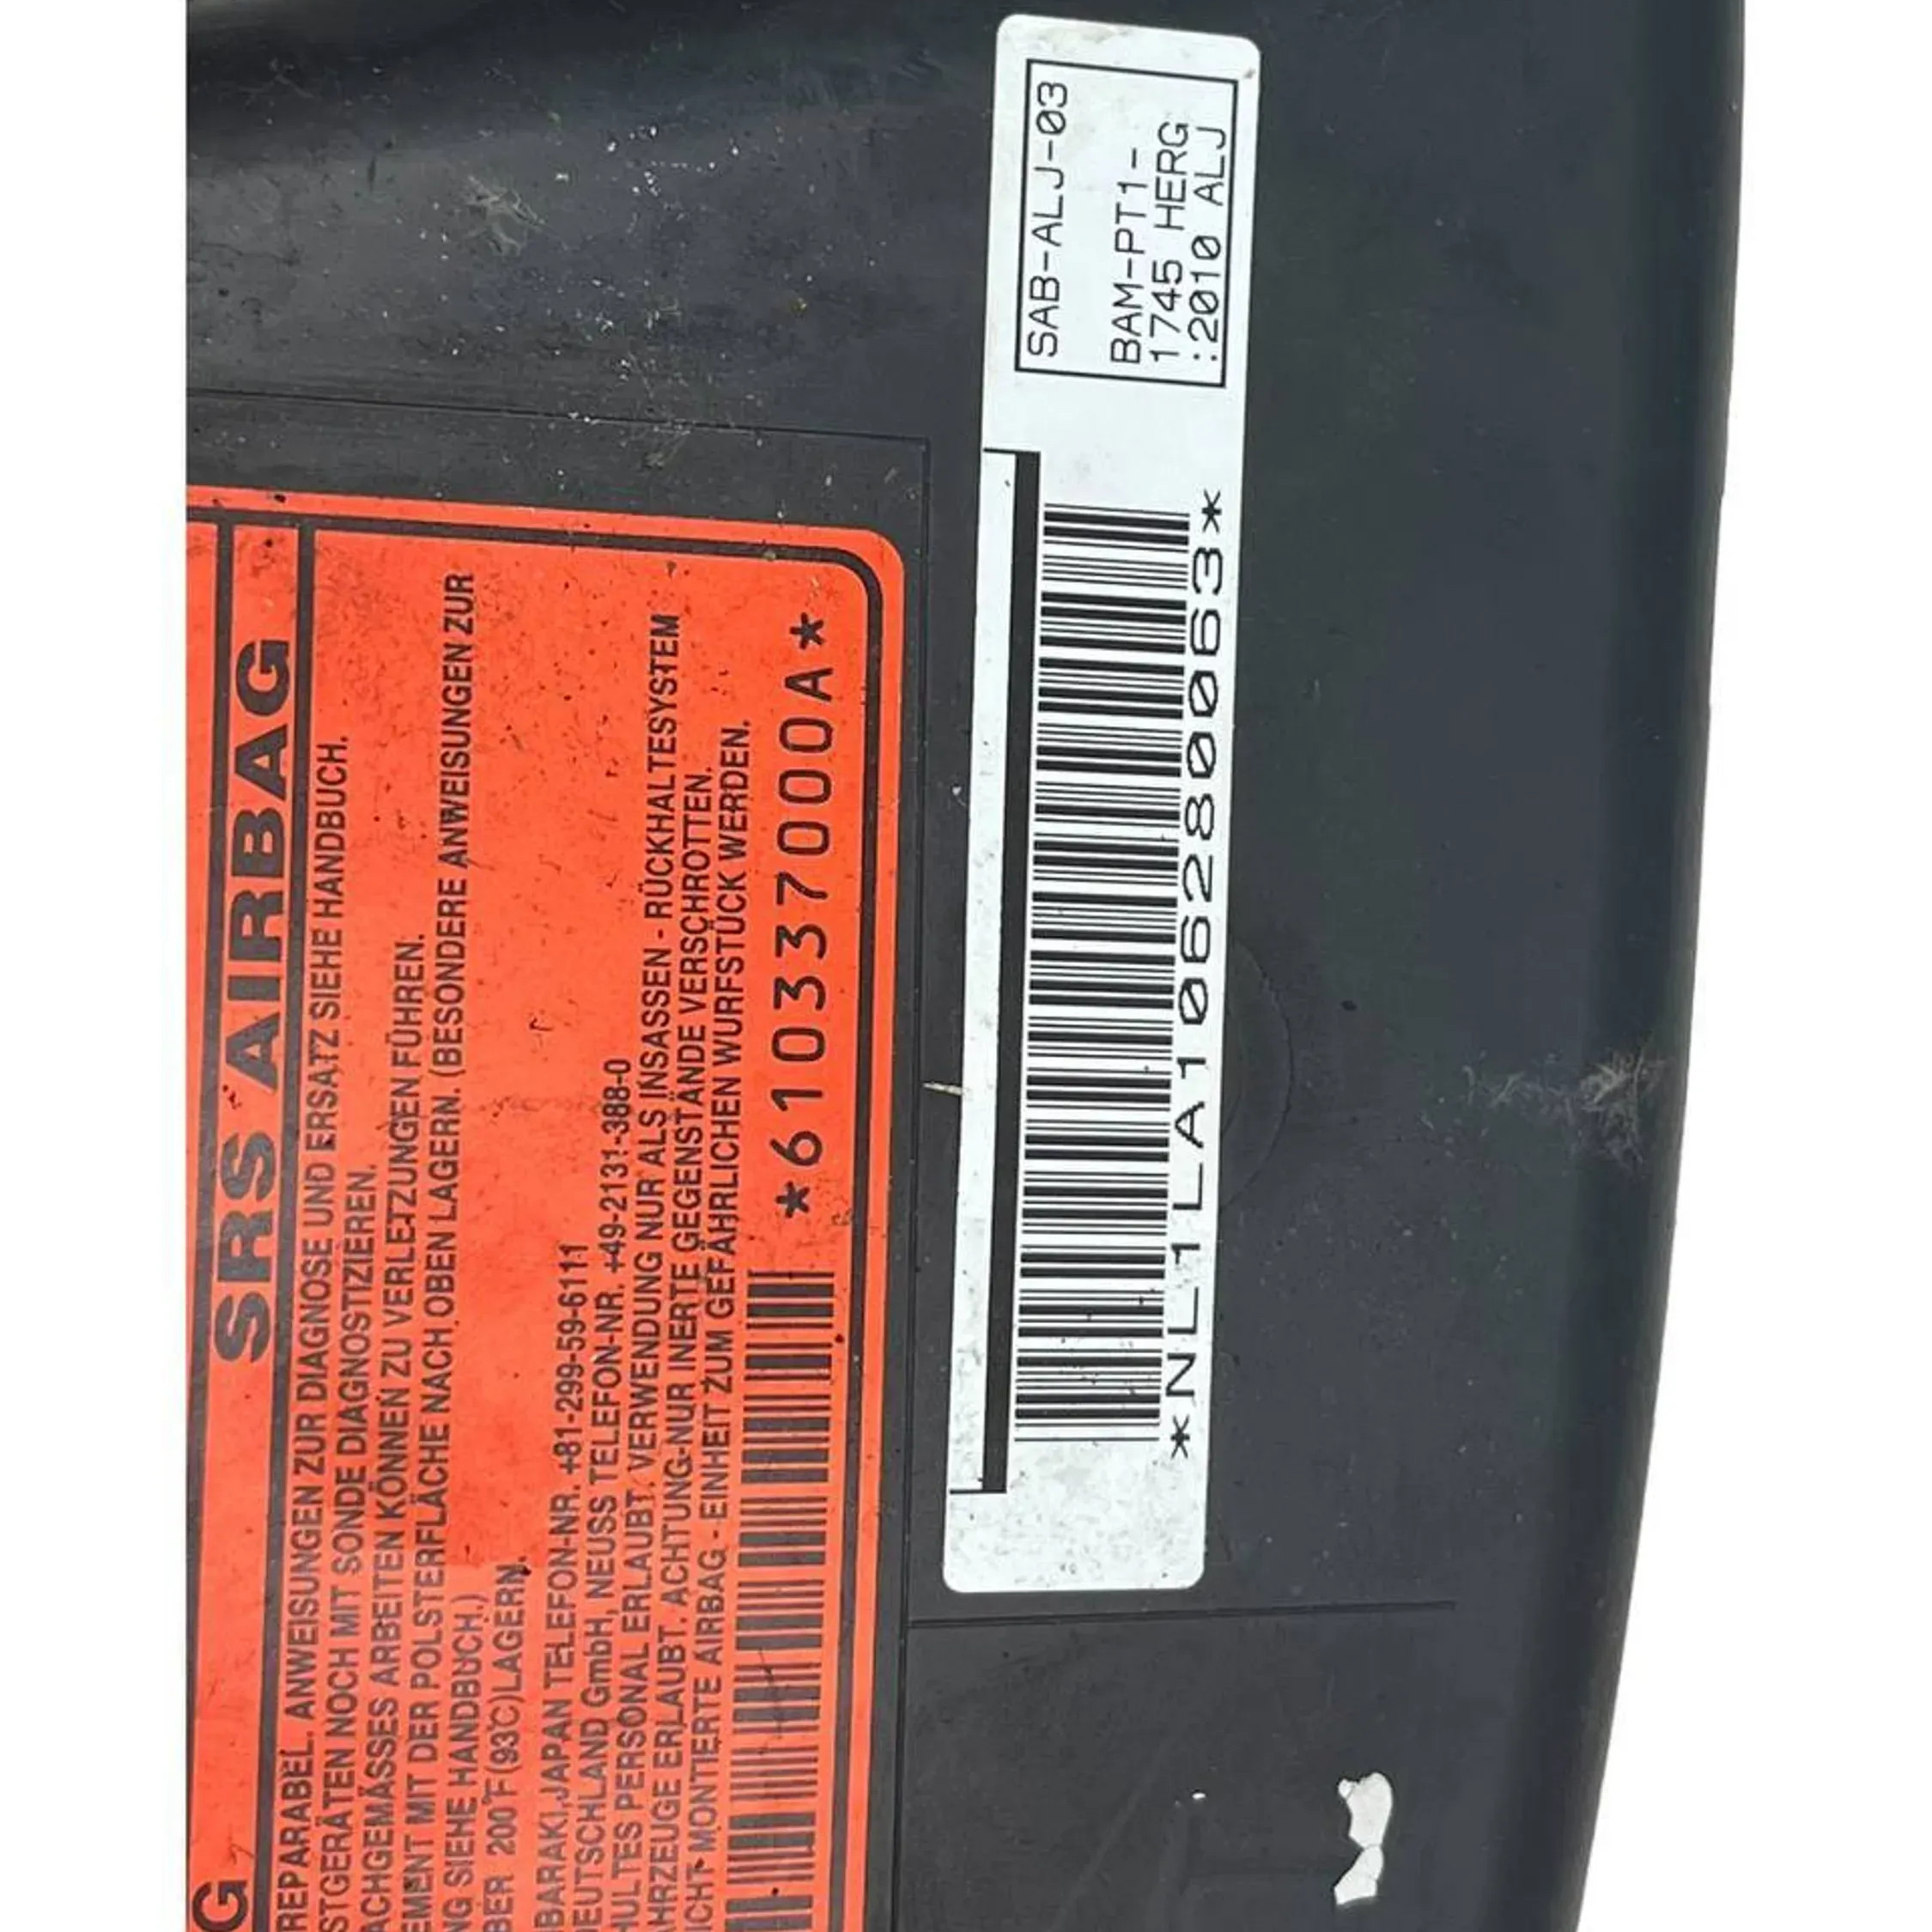 G
SRS AIRBAG
REPARABEL. ANWEISUNGEN ZUR DIAGNOSE UND ERSATZ SIEHE HANDBUCH.
STGERÄTEN NOCH MIT SONDE DIAGNOSTIZIEREN.
ACHGEMÄSSES ARBEITEN KÖNNEN ZU VERLETZUNGEN FÜHREN.
EMENT MIT DER POLSTERFLÄCHE NACH OBEN LAGERN. (BESONDERE ANWEISUNGEN ZUR
NG SIEHE HANDBUCH.)
BER 200°F(93°C)LAGERN.
BARAKI,JAPAN TELEFON-NR. +81-299-59-6111
DEUTSCHLAND GmbH, NEUSS TELEFON-NR. +49-2131-388-0
HULTES PERSONAL ERLAUBT. VERWENDUNG NUR ALS INSASSEN - RÜCKHALTESYSTEM
AHRZEUGE ERLAUBT. ACHTUNG-NUR INERTE GEGENSTÄNDE VERSCHROTTEN.
ICHT MONTIERTE AIRBAG - EINHEIT ZUM GEFÄHRLICHEN WURFSTÜCK WERDEN.
*610337000A*
*NL1LA1062800063*
SAB-ALJ-03
BAM-PT1-
1745 HERG
:2010 ALJ